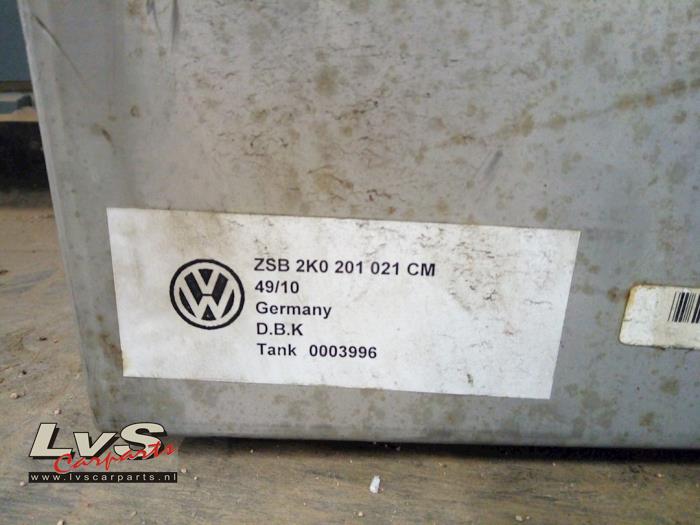 ZSB 2K0 201 021 CM
49/10
Germany
D.B.K
Tank 0003996
LvS
Carparts
www.lvscarparts.nl